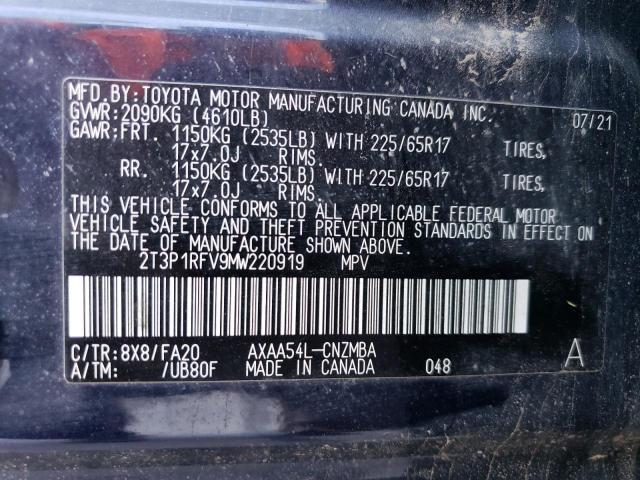 MFD. BY: TOYOTA MOTOR MANUFACTURING CANADA INC. 07/21
GVWR: 2090KG (4610LB)
GAWR: FRT. 1150KG (2535LB) WITH 225/65R17 TIRES,
17x7.0J RIMS.
RR. 1150KG (2535LB) WITH 225/65R17 TIRES,
17x7.0J RIMS.
THIS VEHICLE CONFORMS TO ALL APPLICABLE FEDERAL MOTOR
VEHICLE SAFETY AND THEFT PREVENTION STANDARDS IN EFFECT ON
THE DATE OF MANUFACTURE SHOWN ABOVE.
2T3P1RFV9MW220919 MPV
C/TR: 8X8/FA20 AXAA54L-CNZMBA A
A/TM: /UB80F MADE IN CANADA 048